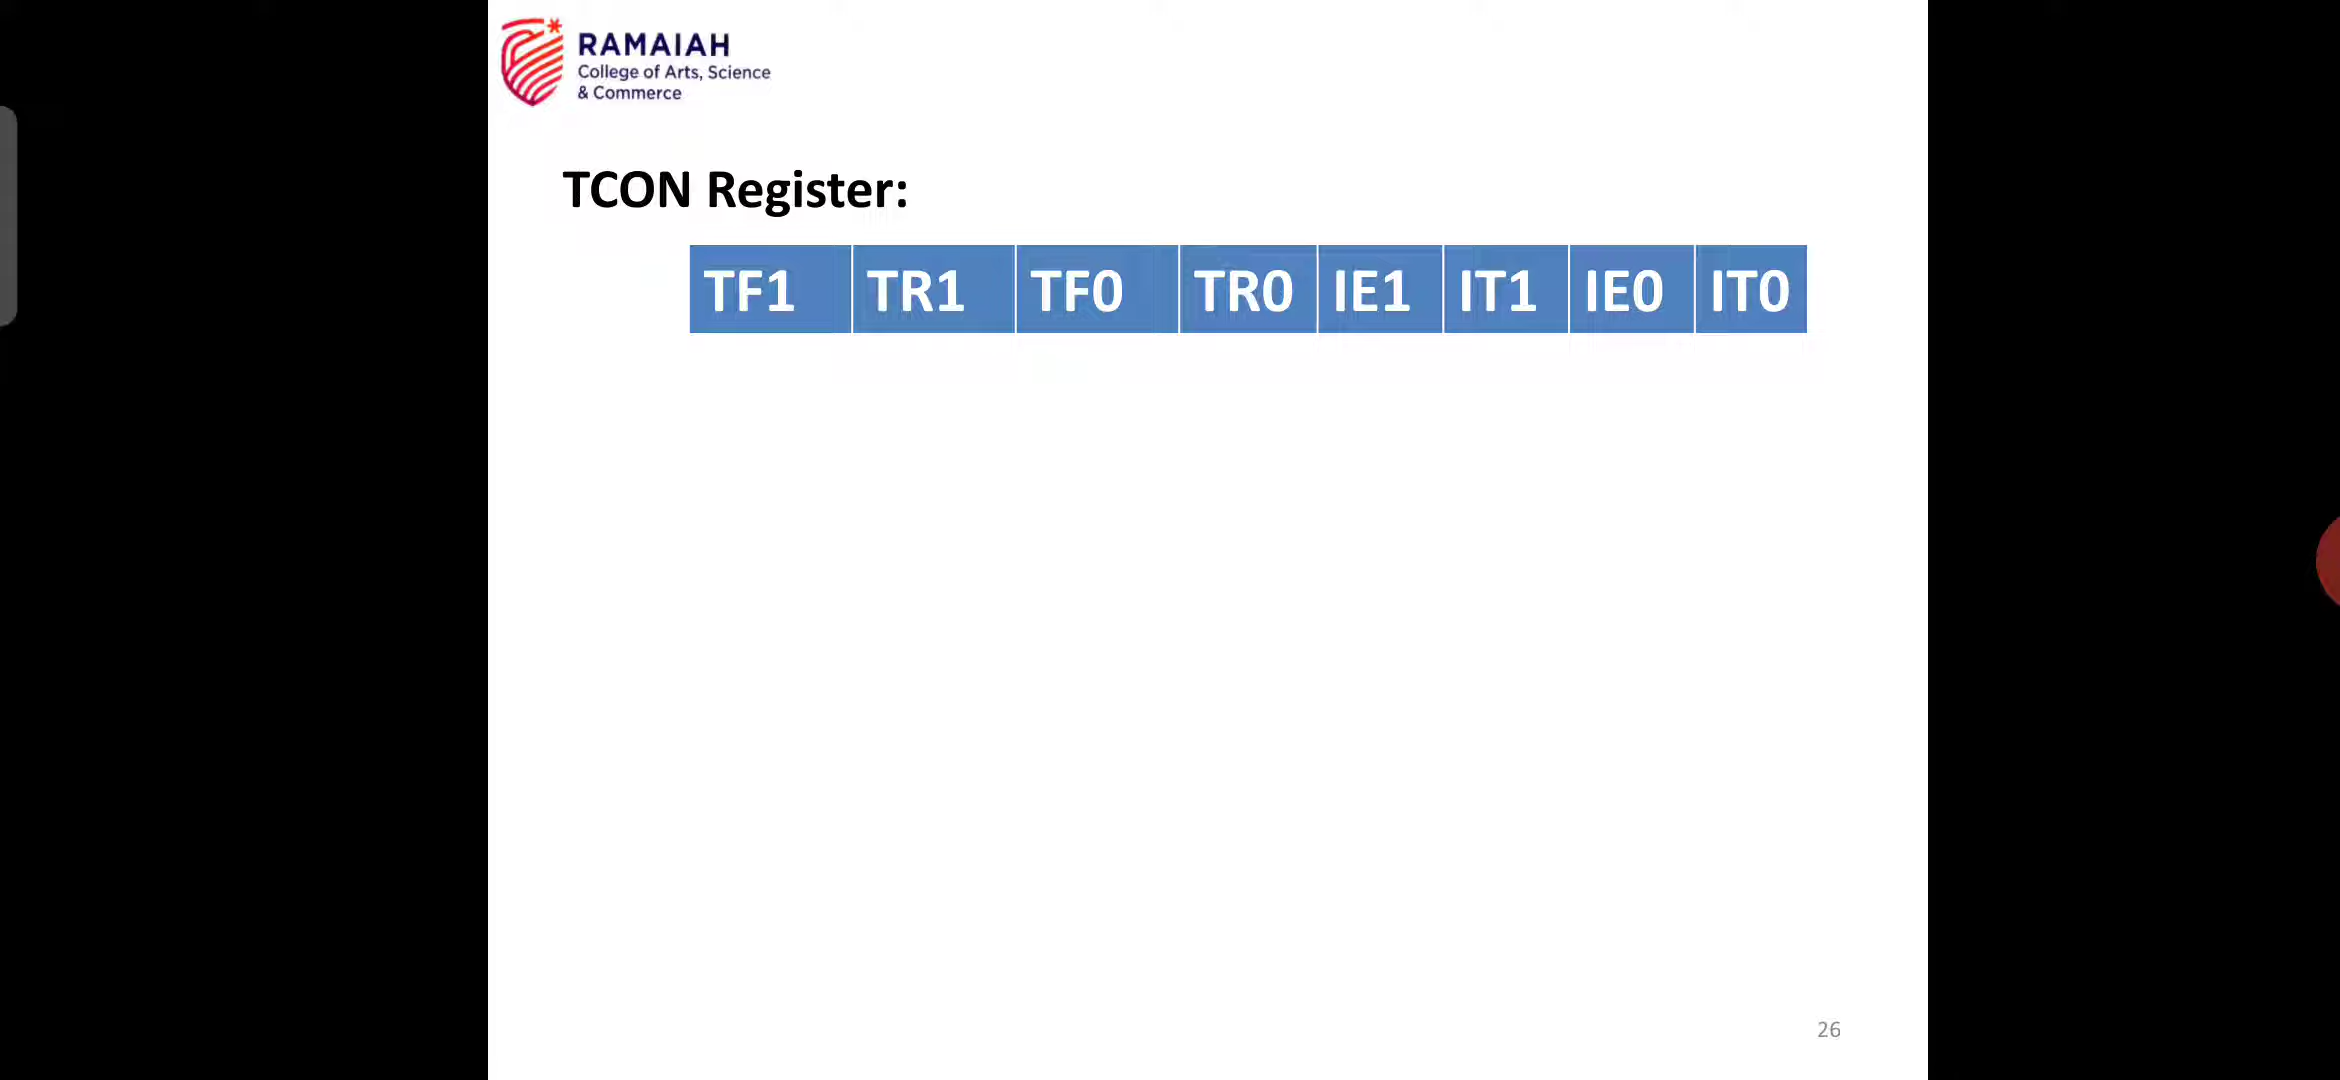 RAMAIAH
College of Arts, Science
& Commerce
TCON Register:
TF1 TR1 TF0 TR0 IE1 IT1 IE0 IT0
26